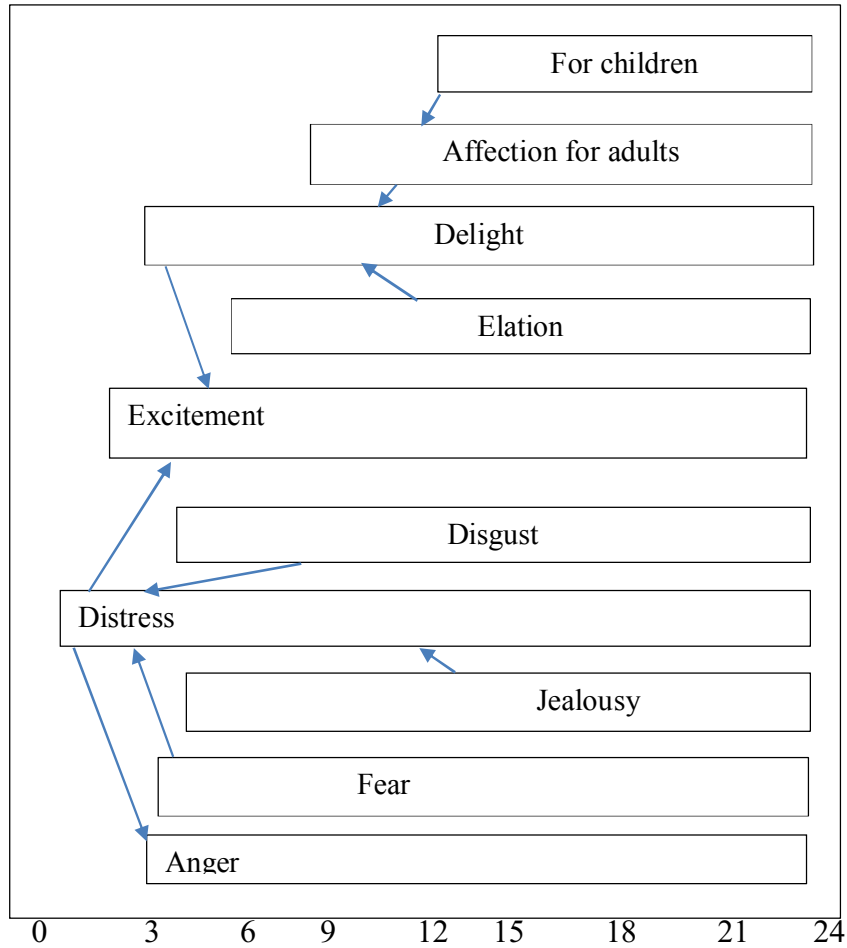 For children
Affection for adults
Delight
Elation
Excitement
Disgust
Distress
Jealousy
Fear
Anger
0 3 6 9 12 15 18 21 24